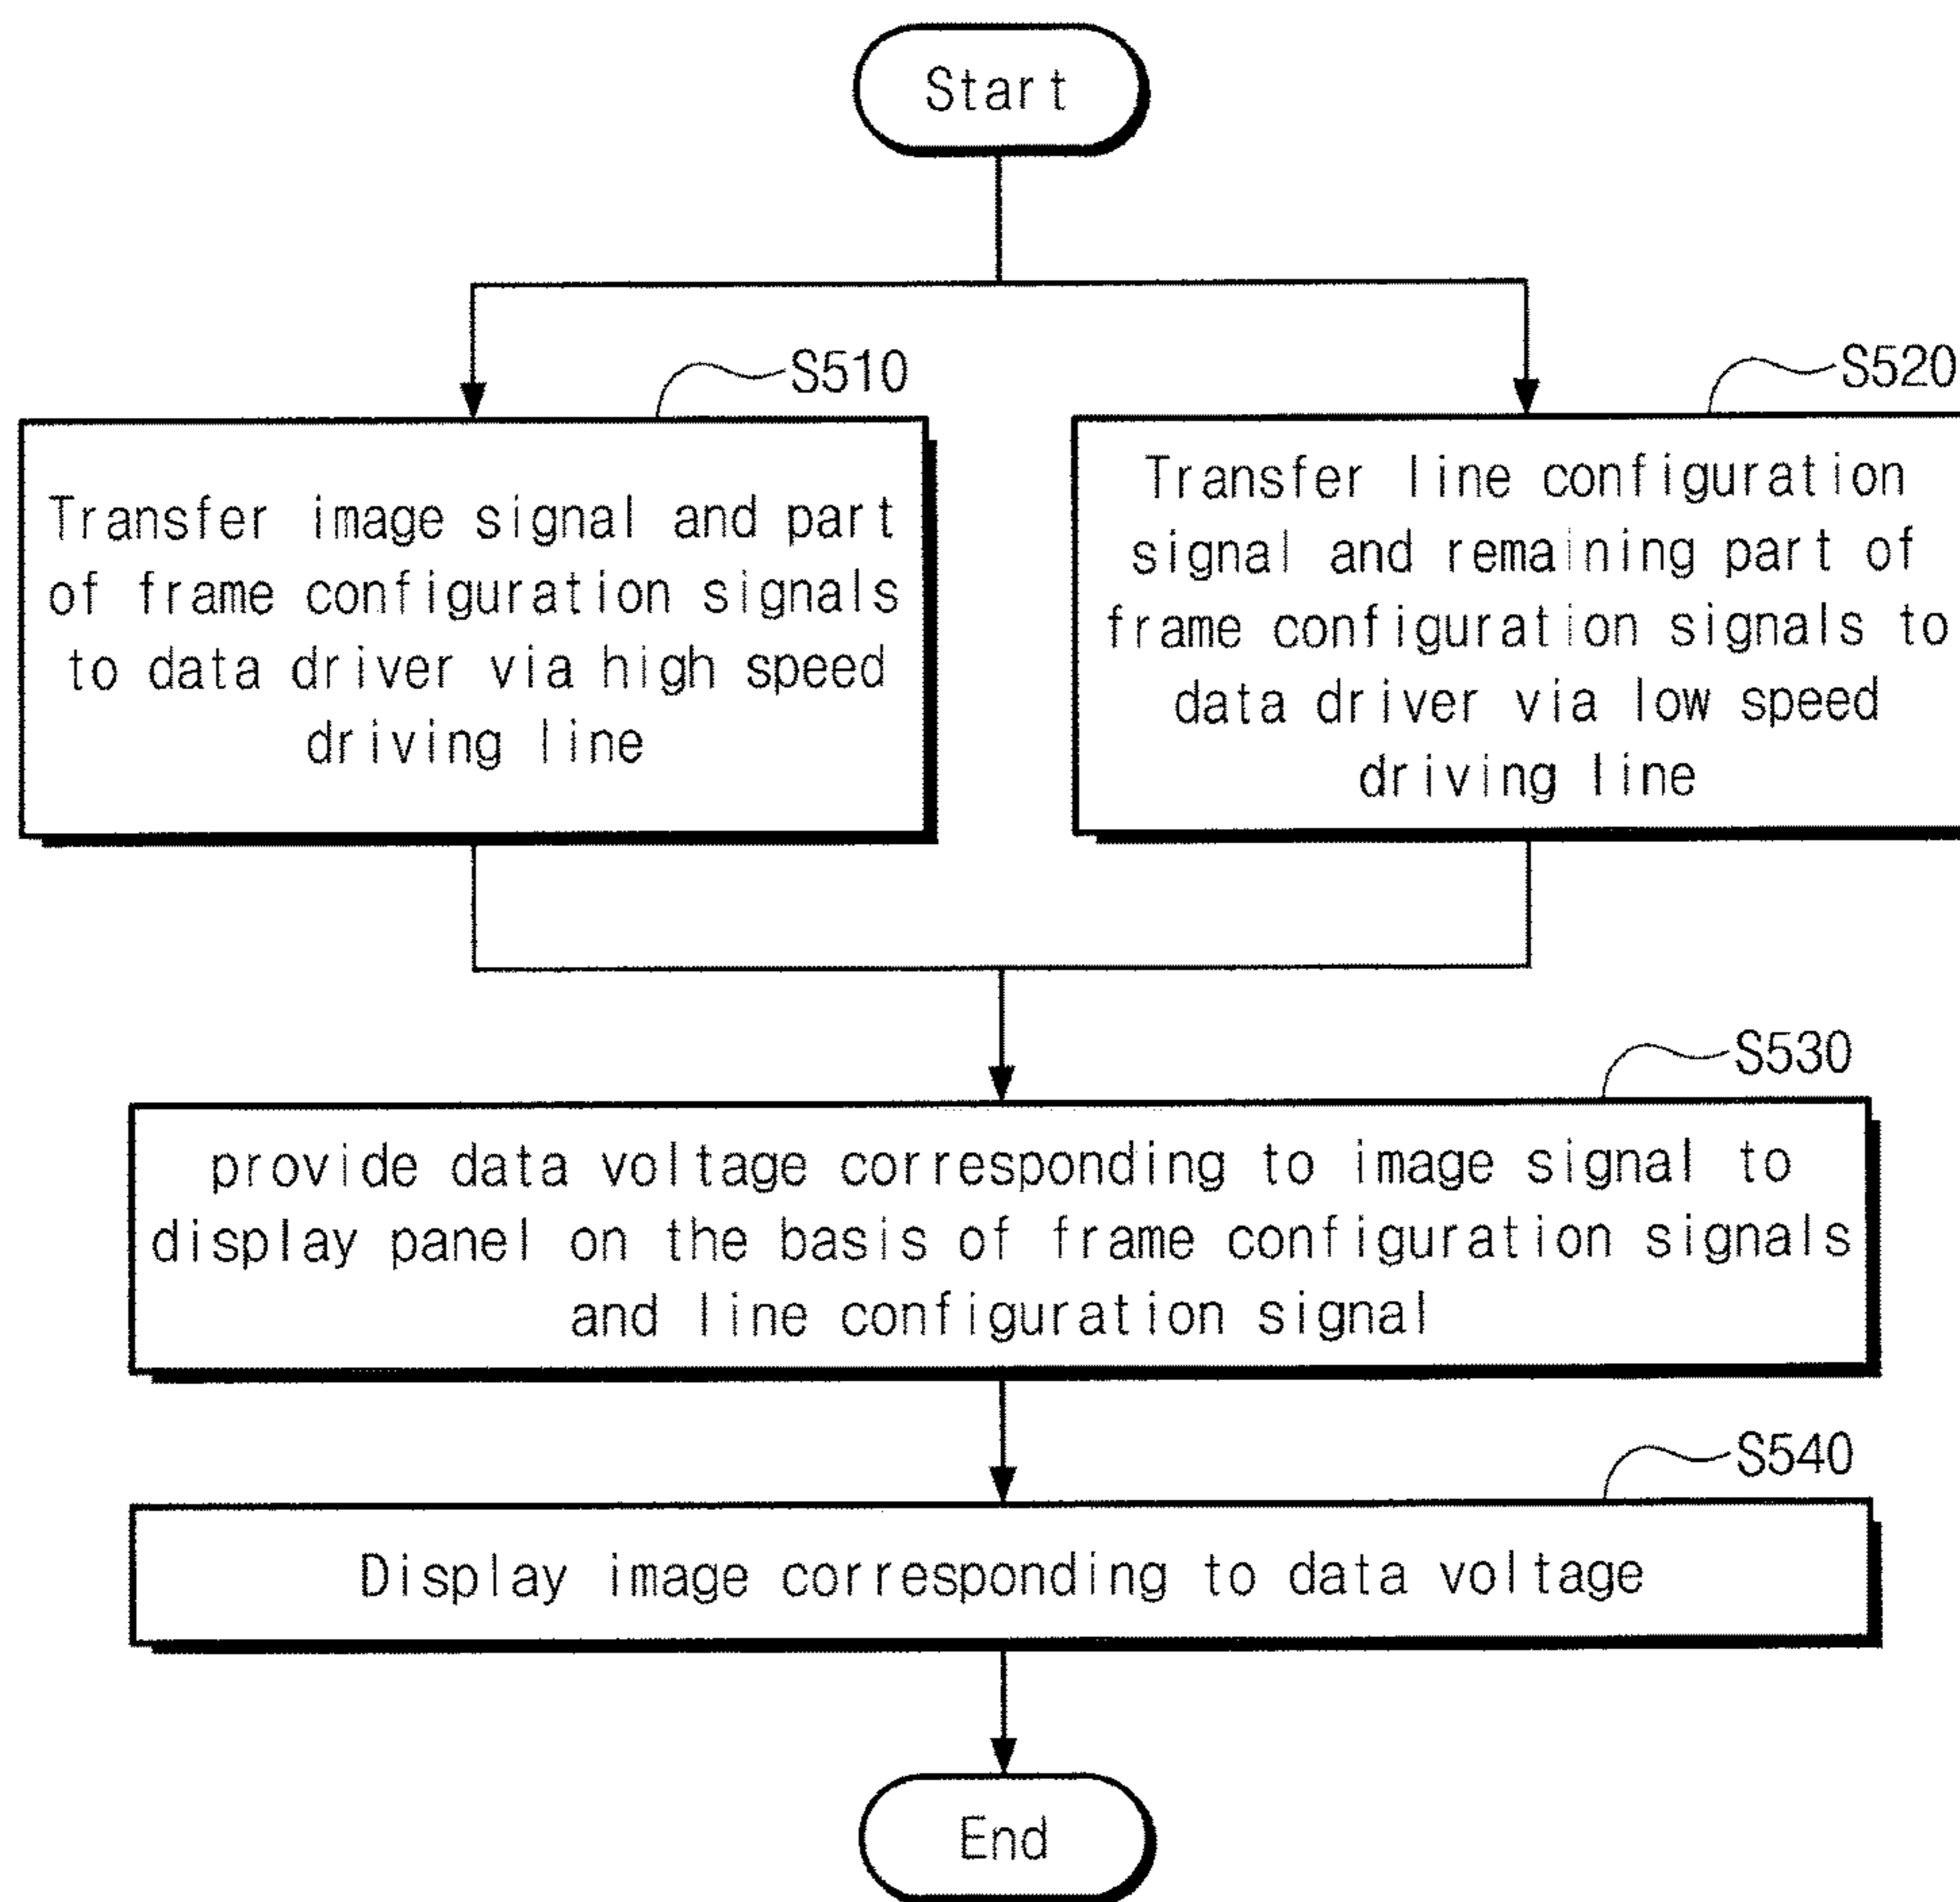 Start
S510
Transfer image signal and part
of frame configuration signals
to data driver via high speed
driving line
S520
Transfer line configuration
signal and remaining part of
frame configuration signals to
data driver via low speed
driving line
S530
provide data voltage corresponding to image signal to
display panel on the basis of frame configuration signals
and line configuration signal
S540
Display image corresponding to data voltage
End